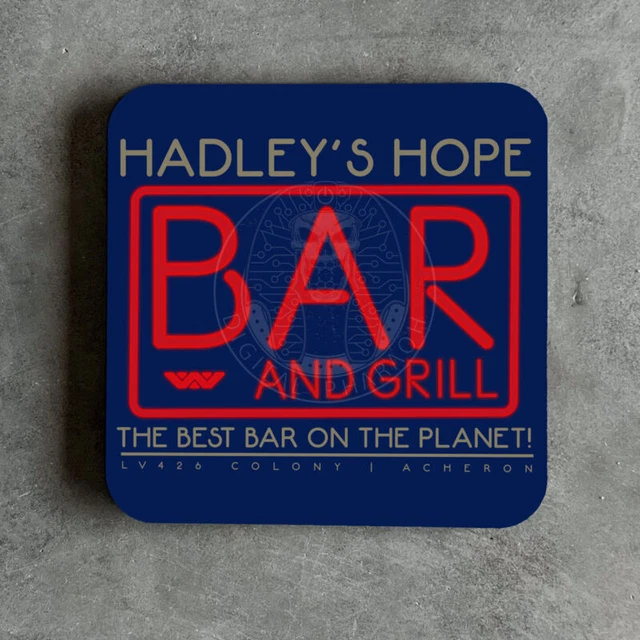 HADLEY'S HOPE
BAR
AND GRILL
THE BEST BAR ON THE PLANET!
LV426 COLONY | ACHERON